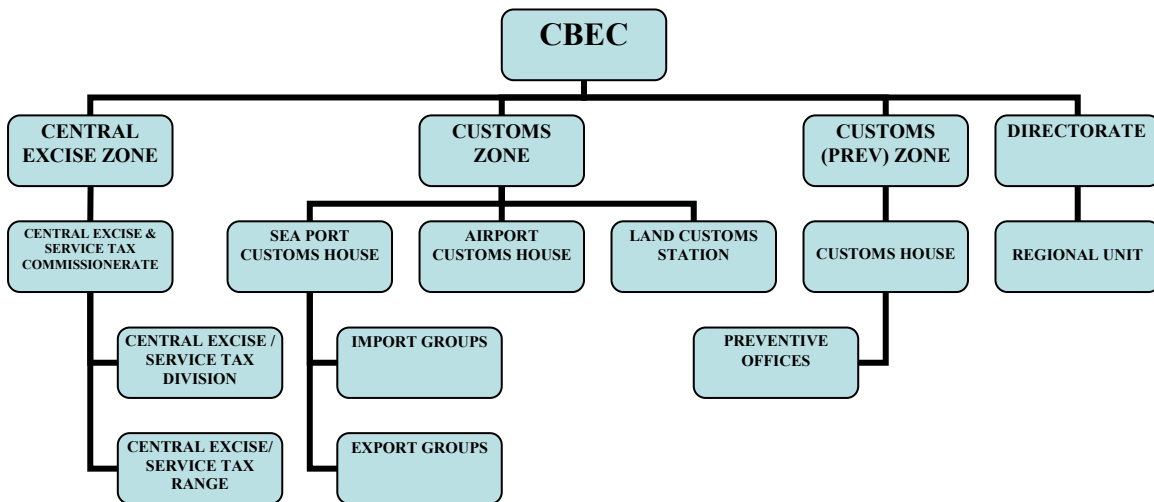 CBEC
CENTRAL
EXCISE ZONE
CUSTOMS
ZONE
CUSTOMS
(PREV) ZONE
DIRECTORATE
CENTRAL EXCISE &
SERVICE TAX
COMMISSIONERATE
SEA PORT
CUSTOMS HOUSE
AIRPORT
CUSTOMS HOUSE
LAND CUSTOMS
STATION
CUSTOMS HOUSE
REGIONAL UNIT
CENTRAL EXCISE /
SERVICE TAX
DIVISION
IMPORT GROUPS
PREVENTIVE
OFFICES
CENTRAL EXCISE/
SERVICE TAX
RANGE
EXPORT GROUPS